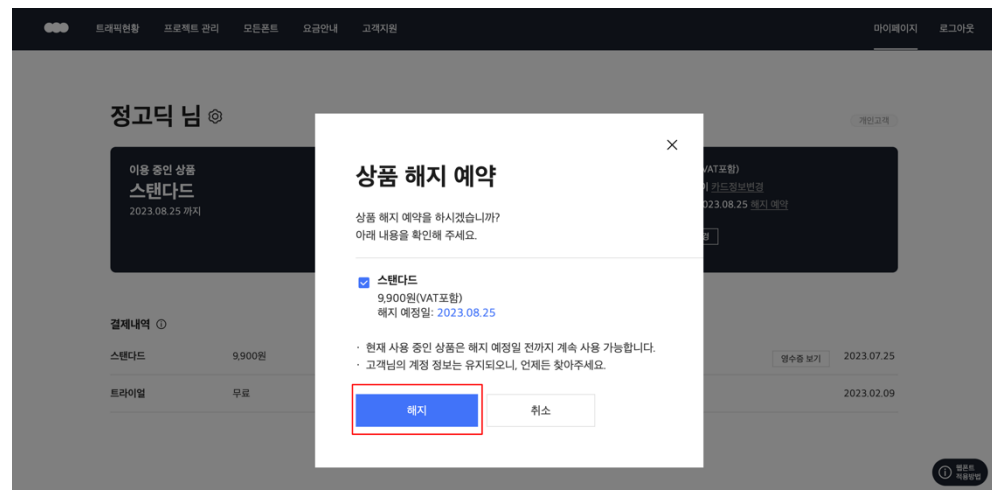 트래픽현황 프로젝트 관리 모든폰트 요금안내 고객지원 마이페이지 로그아웃
정고딕 님
개인고객
이용 중인 상품
스탠다드
2023.08.25 까지
VAT포함)
카드정보변경
023.08.25 해지 예약
상품 해지 예약
상품 해지 예약을 하시겠습니까?
아래 내용을 확인해 주세요.
스탠다드
9,900원(VAT포함)
해지 예정일: 2023.08.25
· 현재 사용 중인 상품은 해지 예정일 전까지 계속 사용 가능합니다.
· 고객님의 계정 정보는 유지되오니, 언제든 찾아주세요.
해지 취소
결제내역
스탠다드 9,900원 영수증 보기 2023.07.25
트라이얼 무료 2023.02.09
웹폰트
적용방법